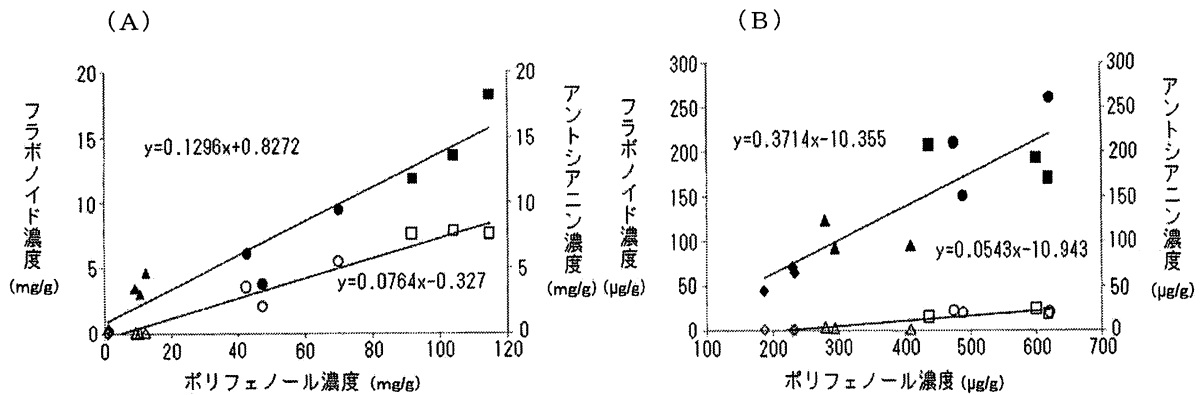 (A)
20
15
10
5
0
フラボノイド濃度
(mg/g)
y=0.1296x+0.8272
y=0.0764x-0.327
20
15
10
5
0
アントシアニン濃度
(mg/g)
0 20 40 60 80 100 120
ポリフェノール濃度 (mg/g)
(B)
300
250
200
150
100
50
0
フラボノイド濃度
(μg/g)
y=0.3714x-10.355
y=0.0543x-10.943
300
250
200
150
100
50
0
アントシアニン濃度
(μg/g)
100 200 300 400 500 600 700
ポリフェノール濃度 (μg/g)